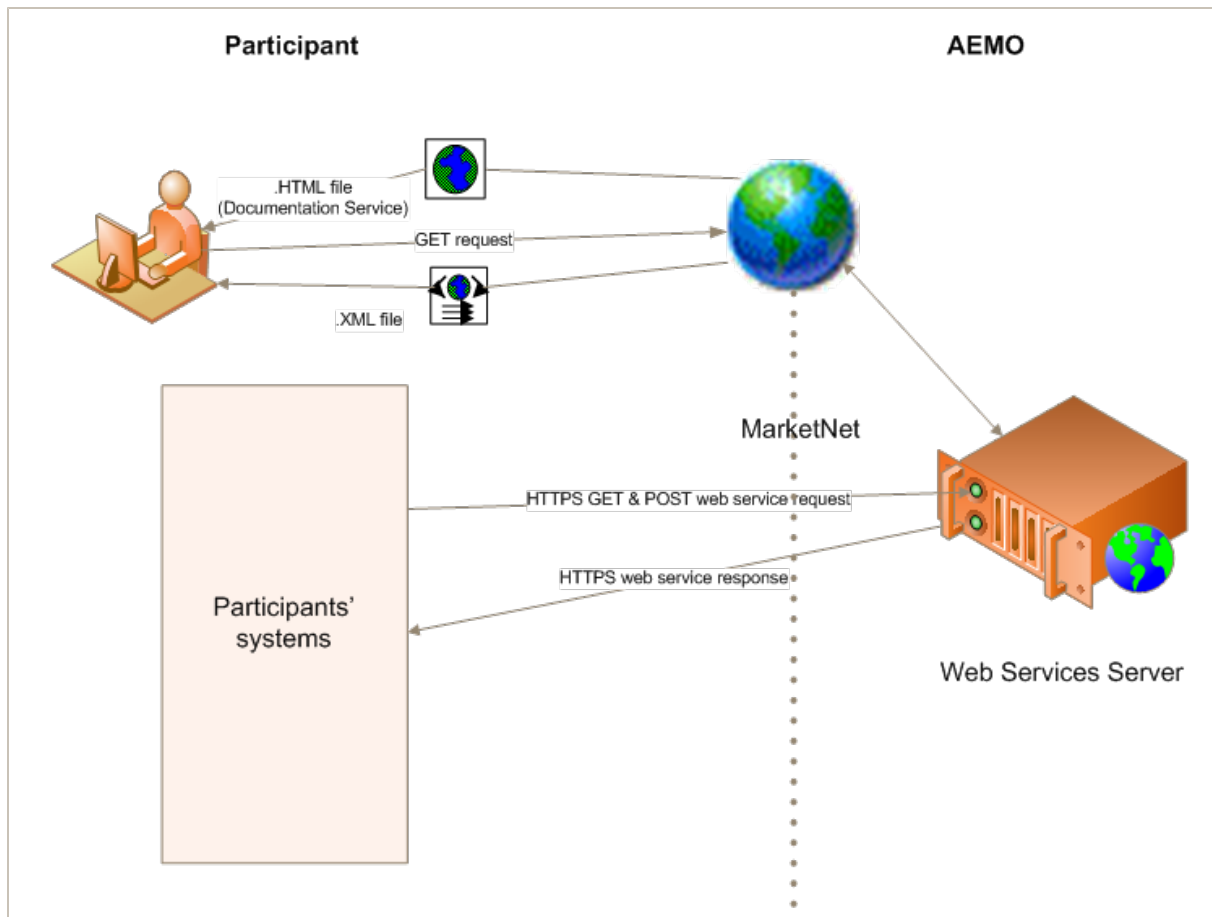 Participant
AEMO
.HTML file
(Documentation Service)
GET request
.XML file
MarketNet
HTTPS GET & POST web service request
HTTPS web service response
Participants’
systems
Web Services Server